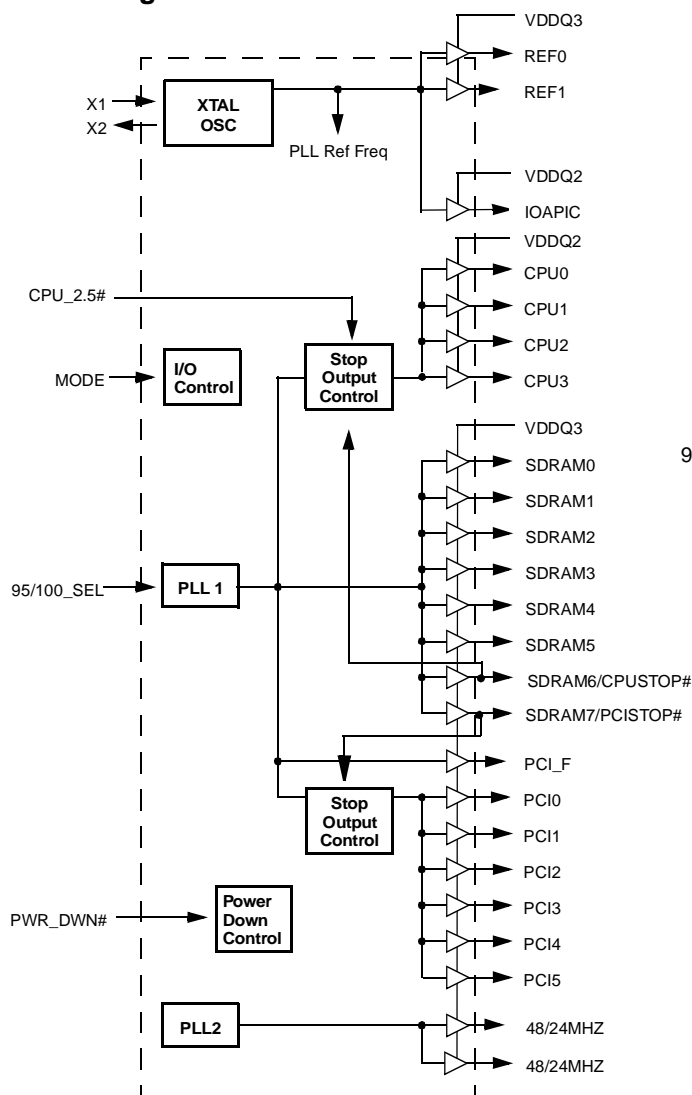 VDDQ3
REF0
REF1
X1
X2
XTAL
OSC
PLL Ref Freq
VDDQ2
IOAPIC
VDDQ2
CPU0
CPU_2.5#
CPU1
CPU2
CPU3
Stop
Output
Control
MODE
I/O
Control
VDDQ3
SDRAM0
9
SDRAM1
SDRAM2
SDRAM3
95/100_SEL
PLL 1
SDRAM4
SDRAM5
SDRAM6/CPUSTOP#
SDRAM7/PCISTOP#
PCI_F
Stop
Output
Control
PCI0
PCI1
PCI2
PCI3
PCI4
PCI5
PWR_DWN#
Power
Down
Control
PLL2
48/24MHZ
48/24MHZ